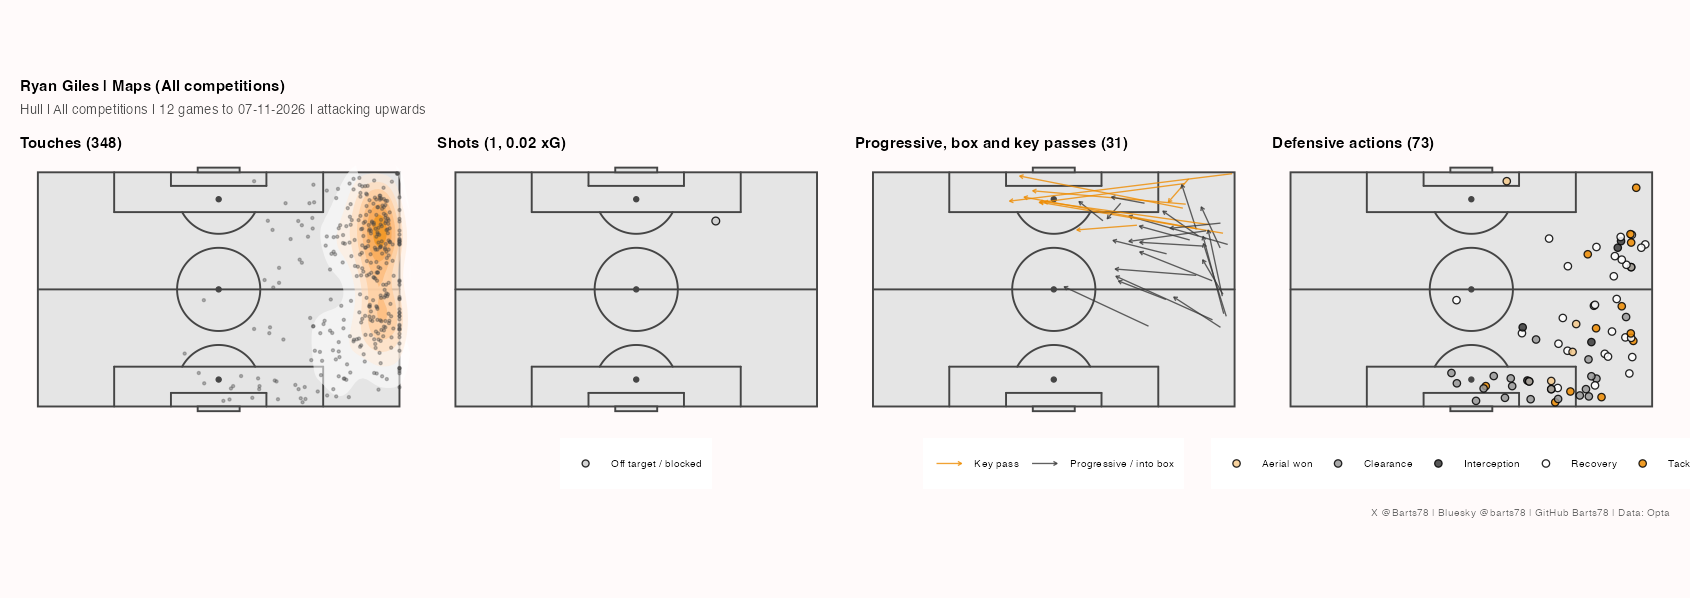 Ryan Giles | Maps (All competitions)
Hull | All competitions | 12 games to 07-11-2026 | attacking upwards
Touches (348)
Shots (1, 0.02 xG)
Progressive, box and key passes (31)
Defensive actions (73)
Off target / blocked
Key pass
Progressive / into box
Aerial won
Clearance
Interception
Recovery
Tack
X @Barts78 | Bluesky @barts78 | GitHub Barts78 | Data: Opta